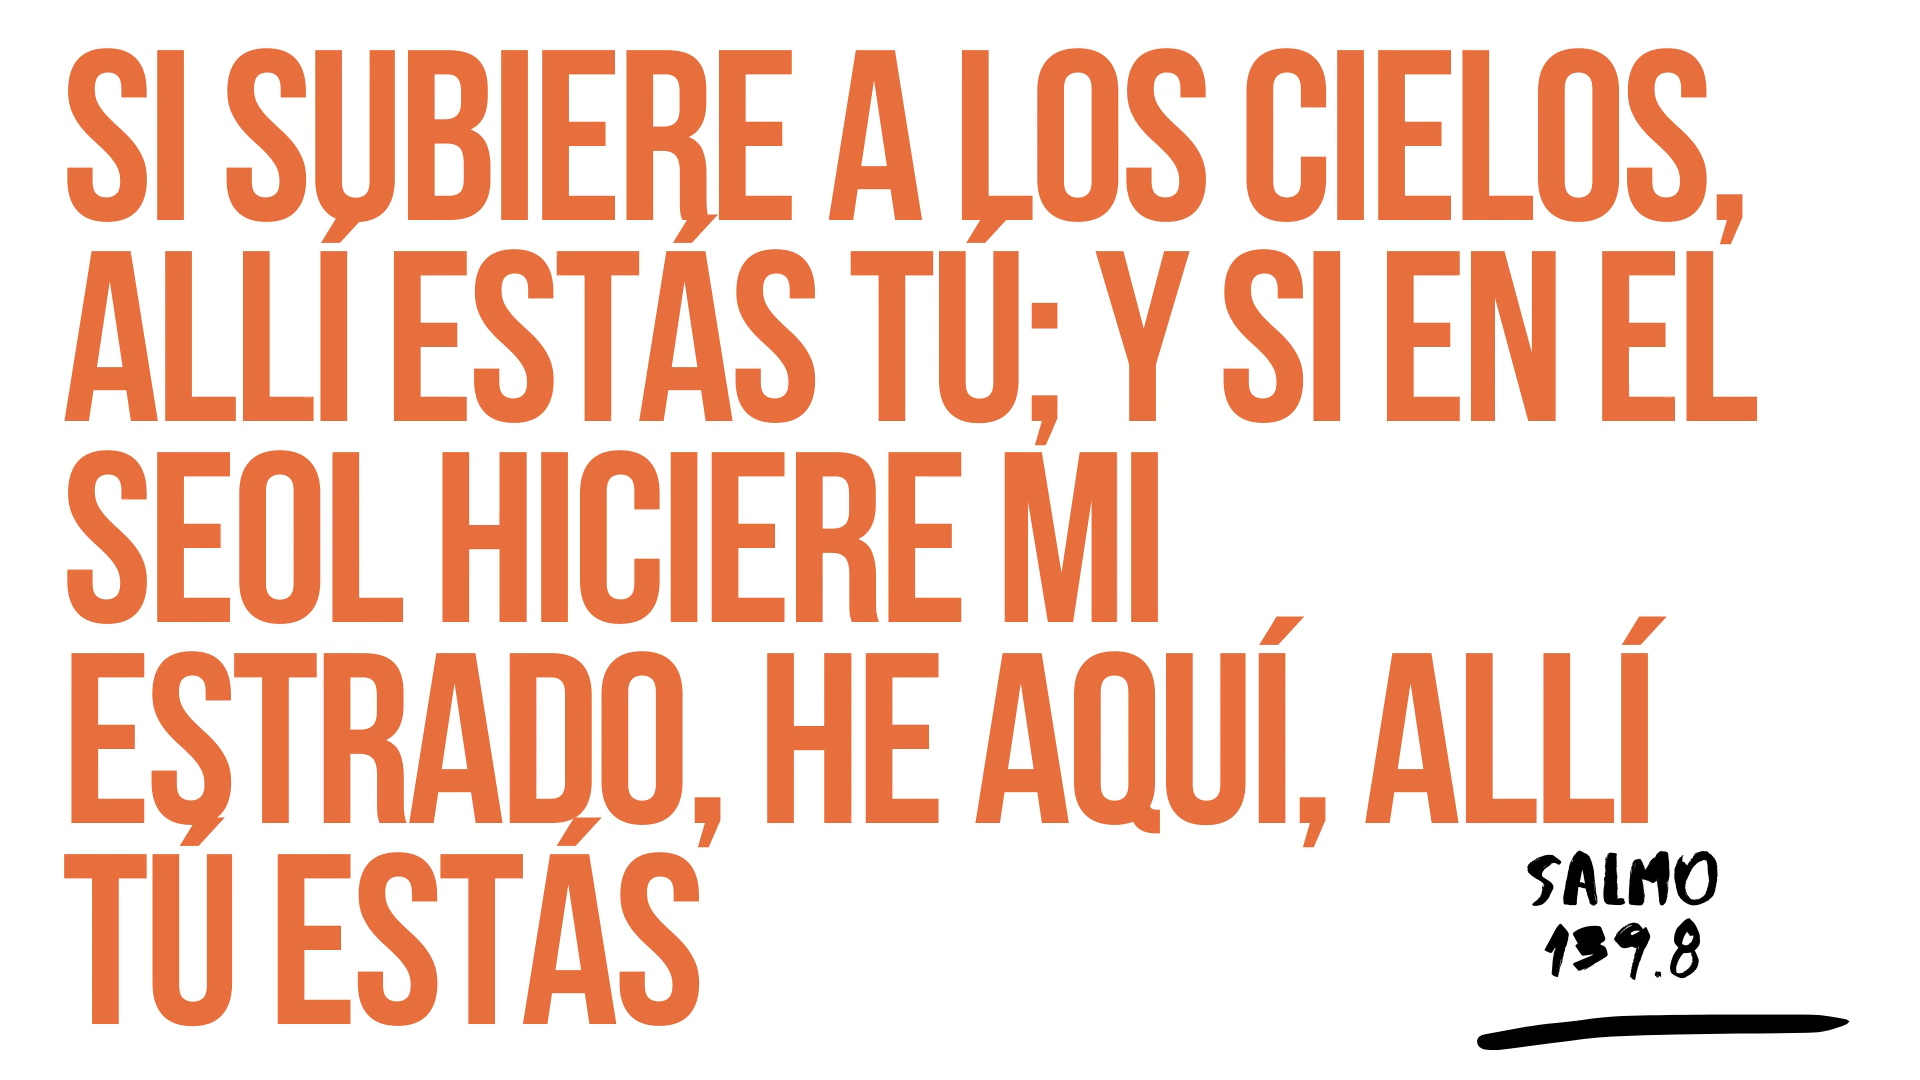 SI SUBIERE A LOS CIELOS,
ALLÍ ESTÁS TÚ; Y SI EN EL
SEOL HICIERE MI
ESTRADO, HE AQUÍ, ALLÍ
TÚ ESTÁS
SALMO
139.8